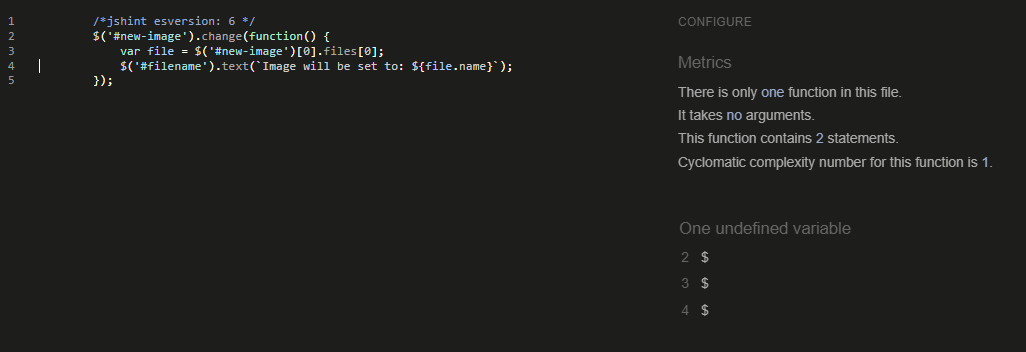 1 /*jshint esversion: 6 */
2 $('#new-image').change(function() {
3 var file = $('#new-image')[0].files[0];
4 $('#filename').text(`Image will be set to: ${file.name}`);
5 });
CONFIGURE
Metrics
There is only one function in this file.
It takes no arguments.
This function contains 2 statements.
Cyclomatic complexity number for this function is 1.
One undefined variable
2 $
3 $
4 $